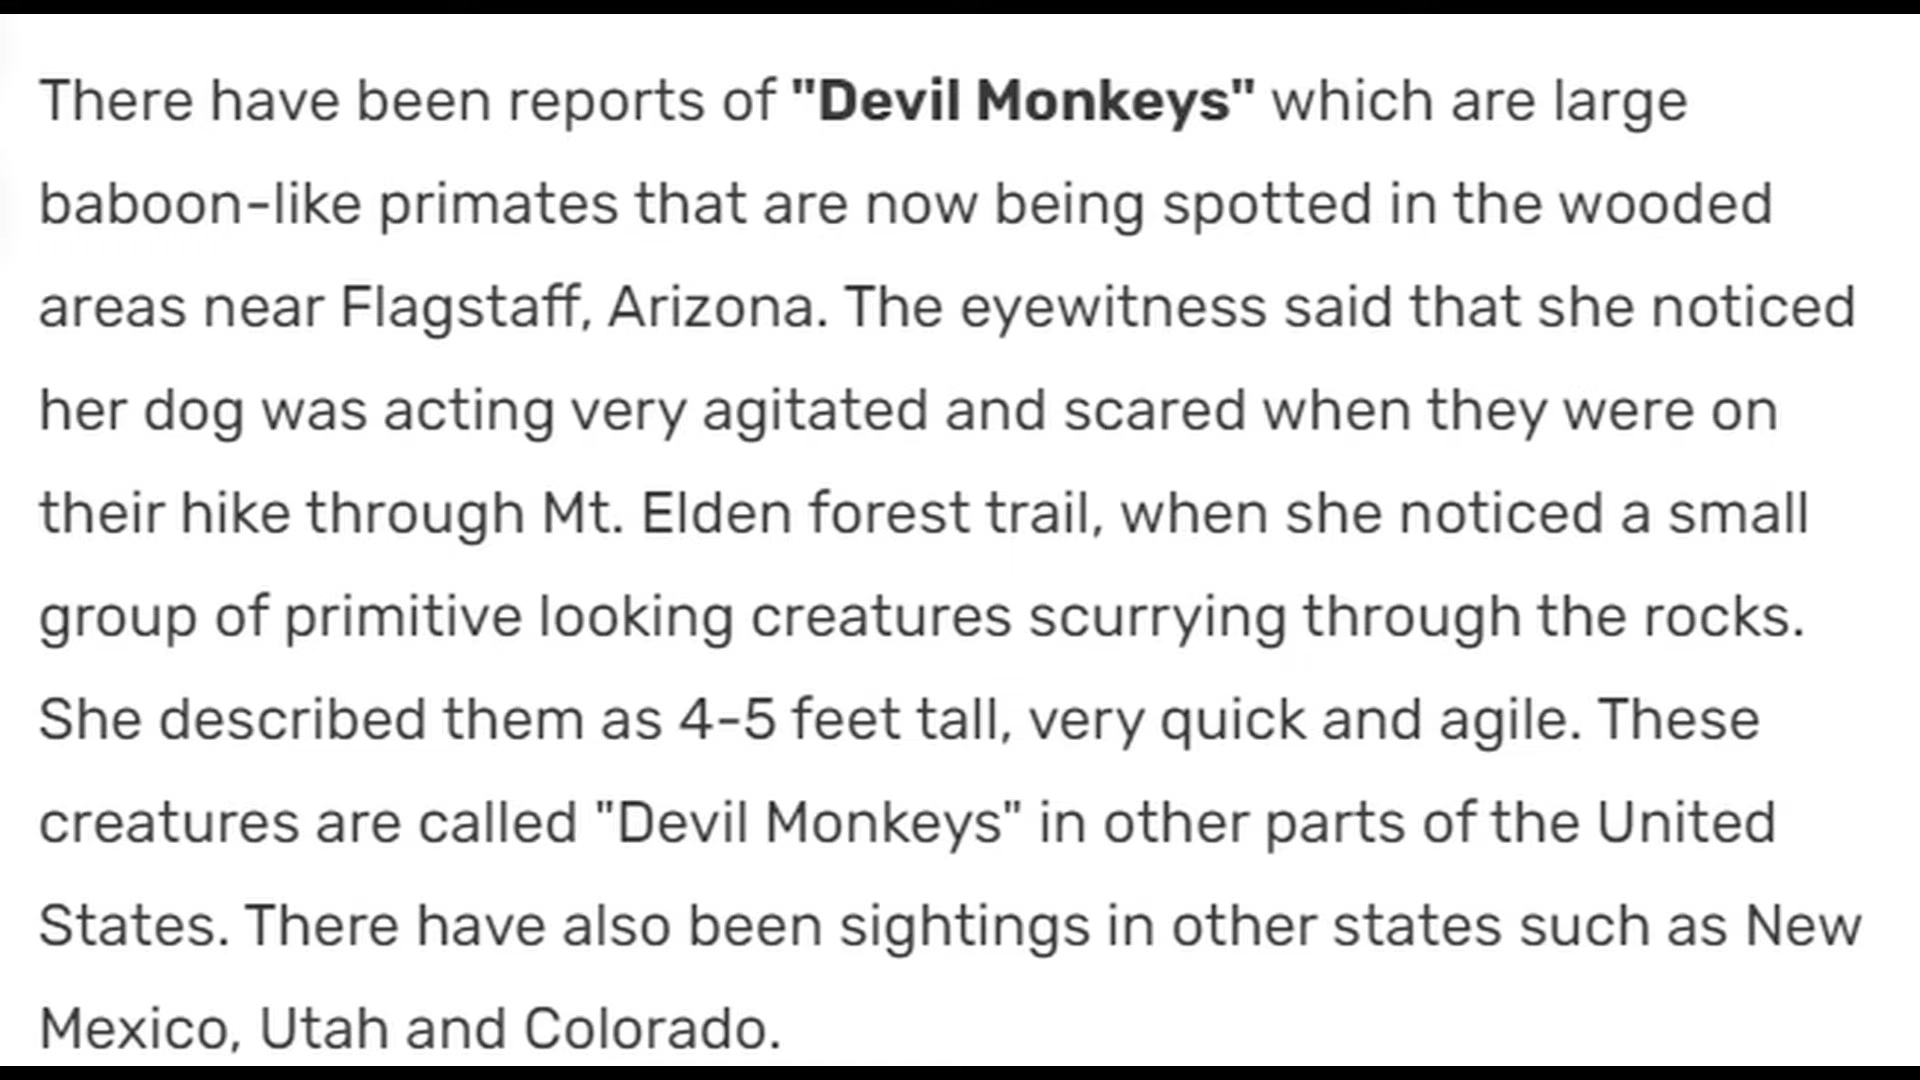 There have been reports of "Devil Monkeys" which are large
baboon-like primates that are now being spotted in the wooded
areas near Flagstaff, Arizona. The eyewitness said that she noticed
her dog was acting very agitated and scared when they were on
their hike through Mt. Elden forest trail, when she noticed a small
group of primitive looking creatures scurrying through the rocks.
She described them as 4-5 feet tall, very quick and agile. These
creatures are called "Devil Monkeys" in other parts of the United
States. There have also been sightings in other states such as New
Mexico, Utah and Colorado.